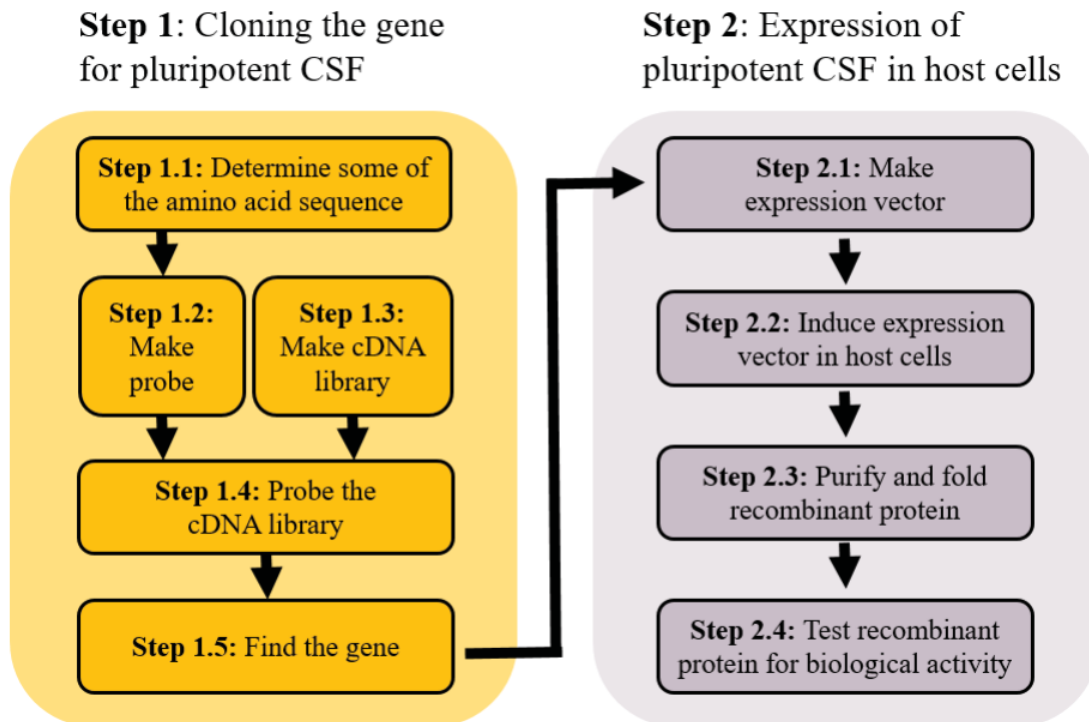 Step 1: Cloning the gene
for pluripotent CSF
Step 1.1: Determine some of
the amino acid sequence
Step 1.2:
Make
probe
Step 1.3:
Make cDNA
library
Step 1.4: Probe the
cDNA library
Step 1.5: Find the gene
Step 2: Expression of
pluripotent CSF in host cells
Step 2.1: Make
expression vector
Step 2.2: Induce expression
vector in host cells
Step 2.3: Purify and fold
recombinant protein
Step 2.4: Test recombinant
protein for biological activity